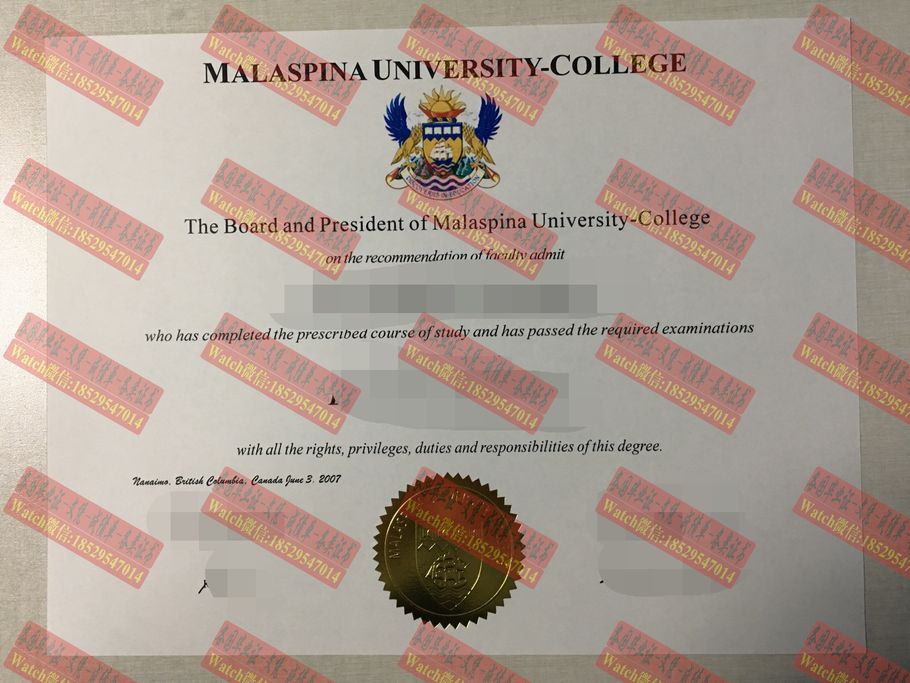 MALASPINA UNIVERSITY-COLLEGE
DISCOVERIES IN EDUCATION
The Board and President of Malaspina University-College
on the recommendation of faculty admit
who has completed the prescribed course of study and has passed the required examinations
with all the rights, privileges, duties and responsibilities of this degree.
Nanaimo, British Columbia, Canada June 3. 2007
Watch微信:18529547014